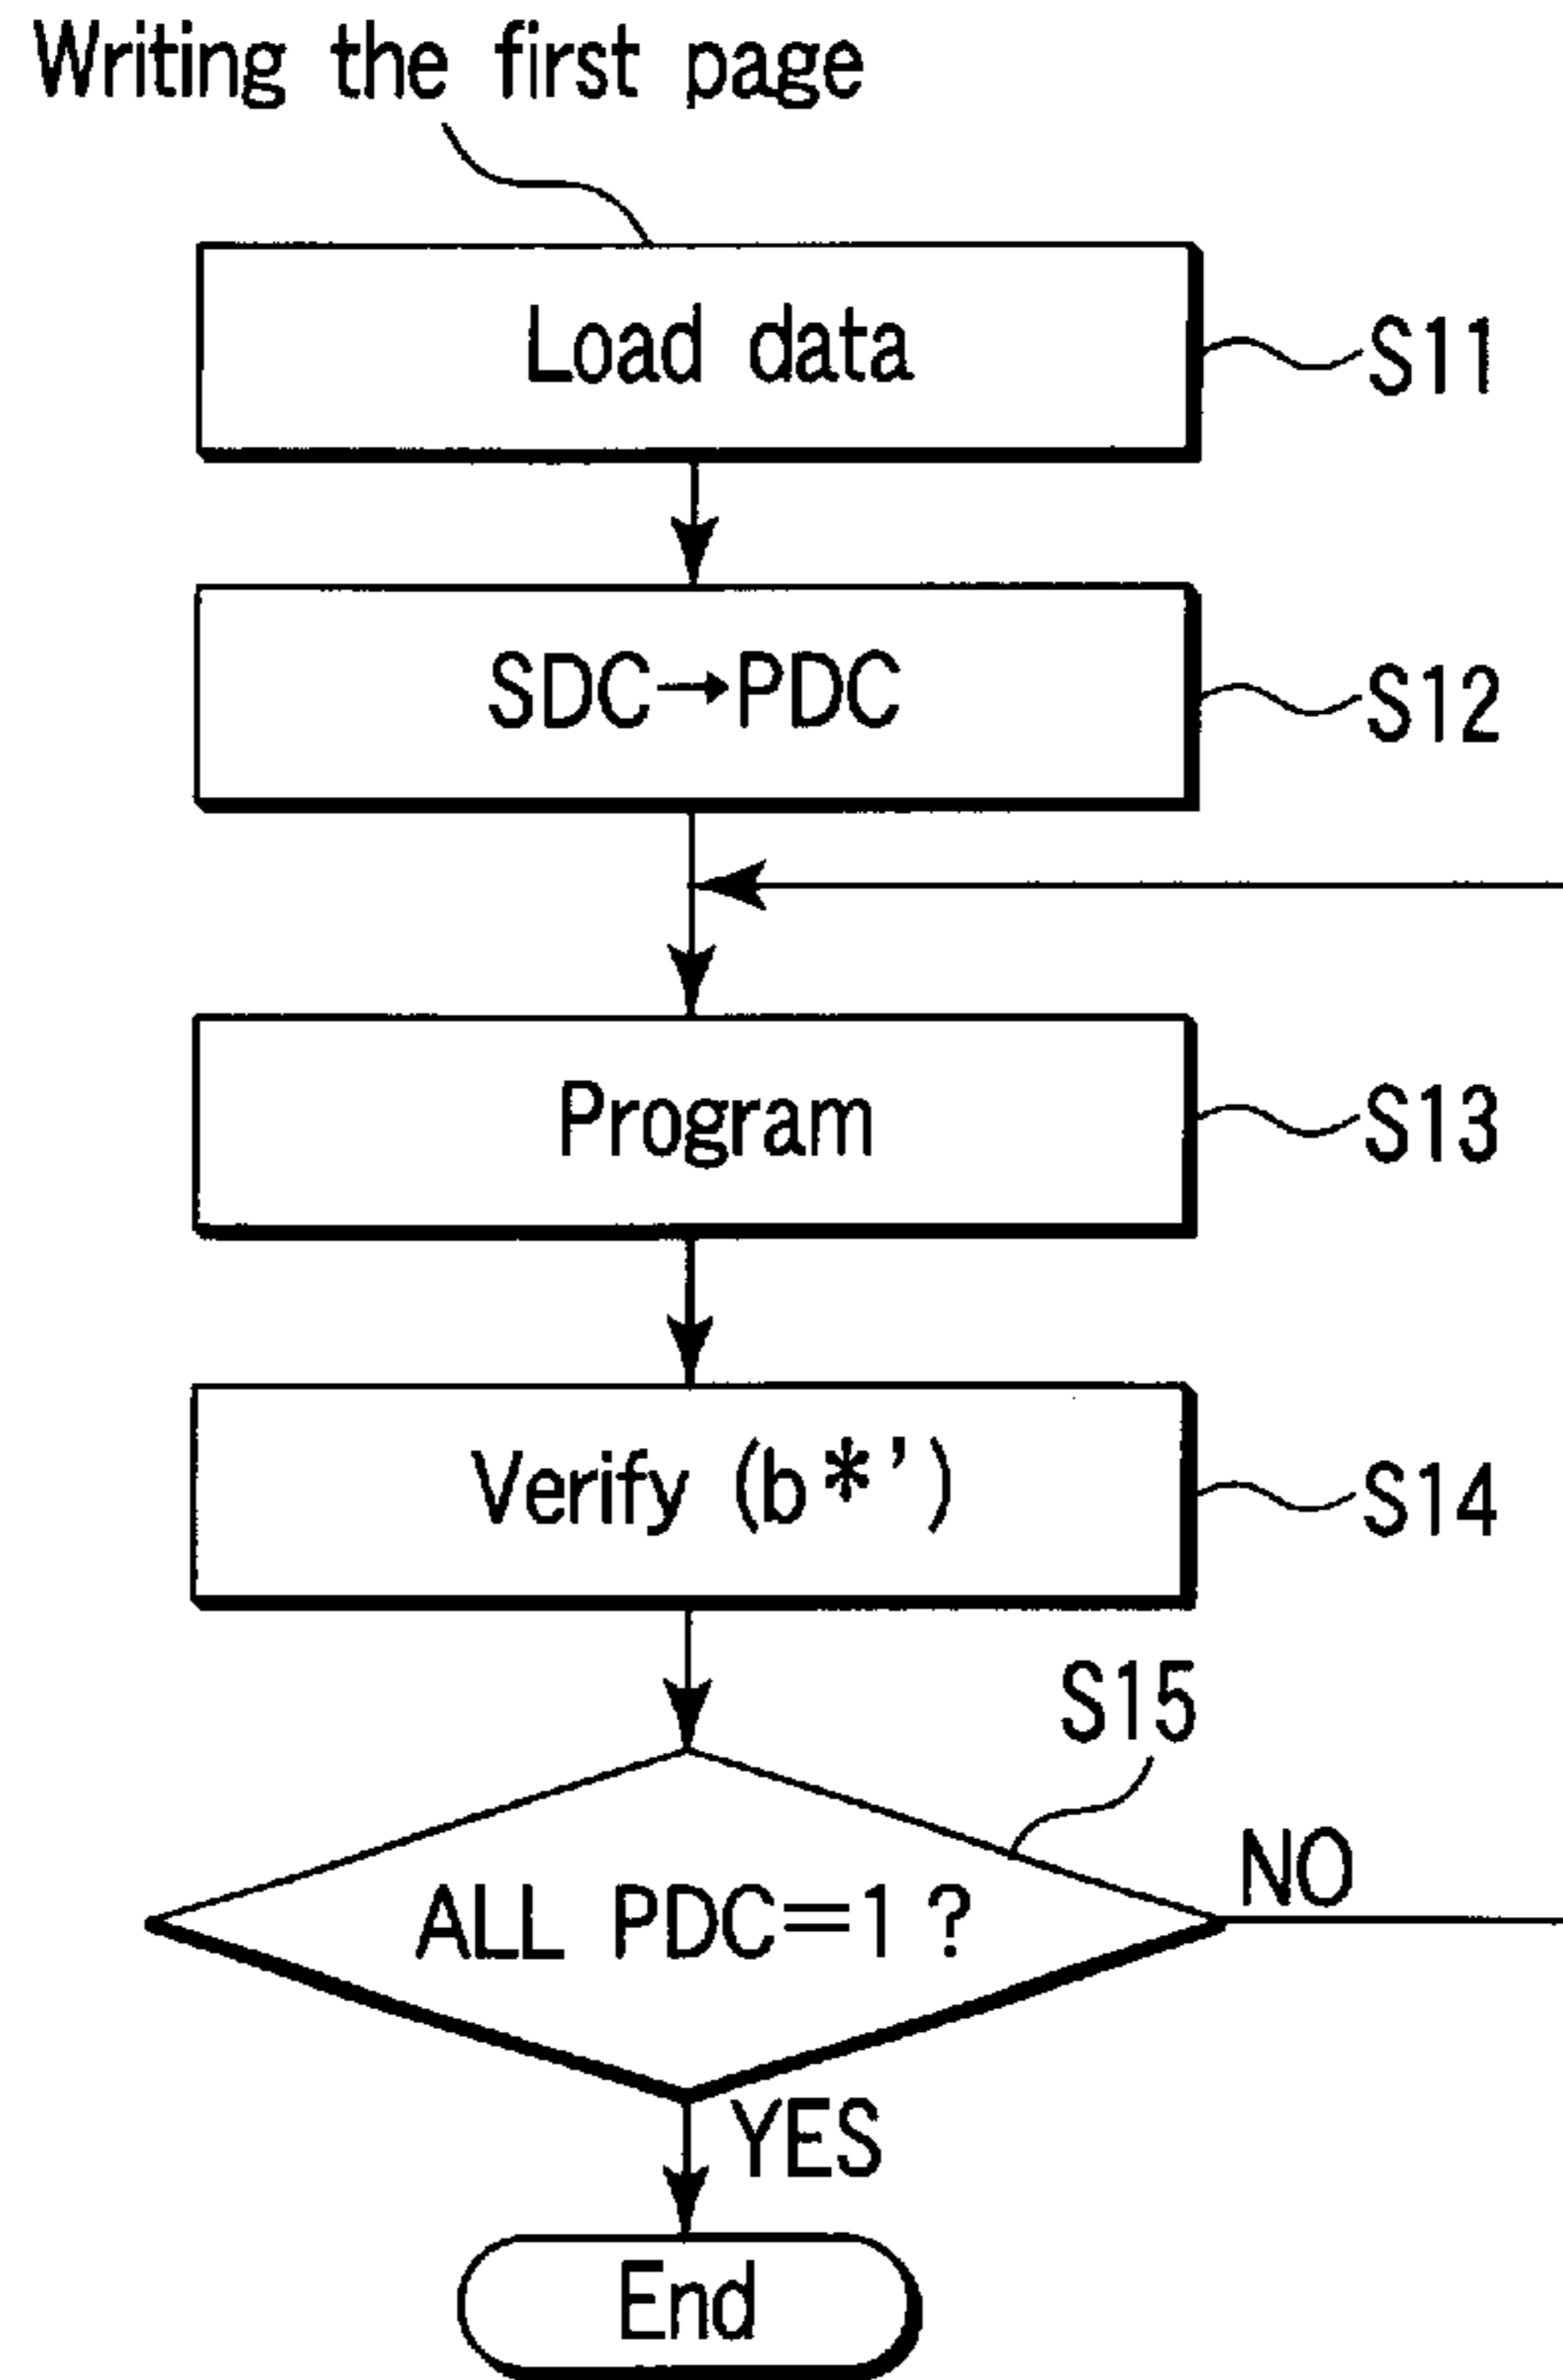 Writing the first page
Load data
S11
SDC→PDC
S12
Program
S13
Verify (b*')
S14
S15
ALL PDC=1 ?
NO
YES
End